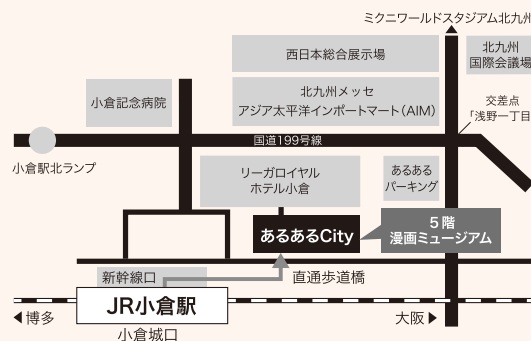 ミクニワールドスタジアム北九州
西日本総合展示場
北九州
国際会議場
北九州メッセ
アジア太平洋インポートマート(AIM)
小倉記念病院
交差点
「浅野一丁目
国道199号線
小倉駅北ランプ
リーガロイヤル
ホテル小倉
あるある
パーキング
5階
漫画ミュージアム
あるあるCity
新幹線口
直通歩道橋
JR小倉駅
博多
大阪
小倉城口